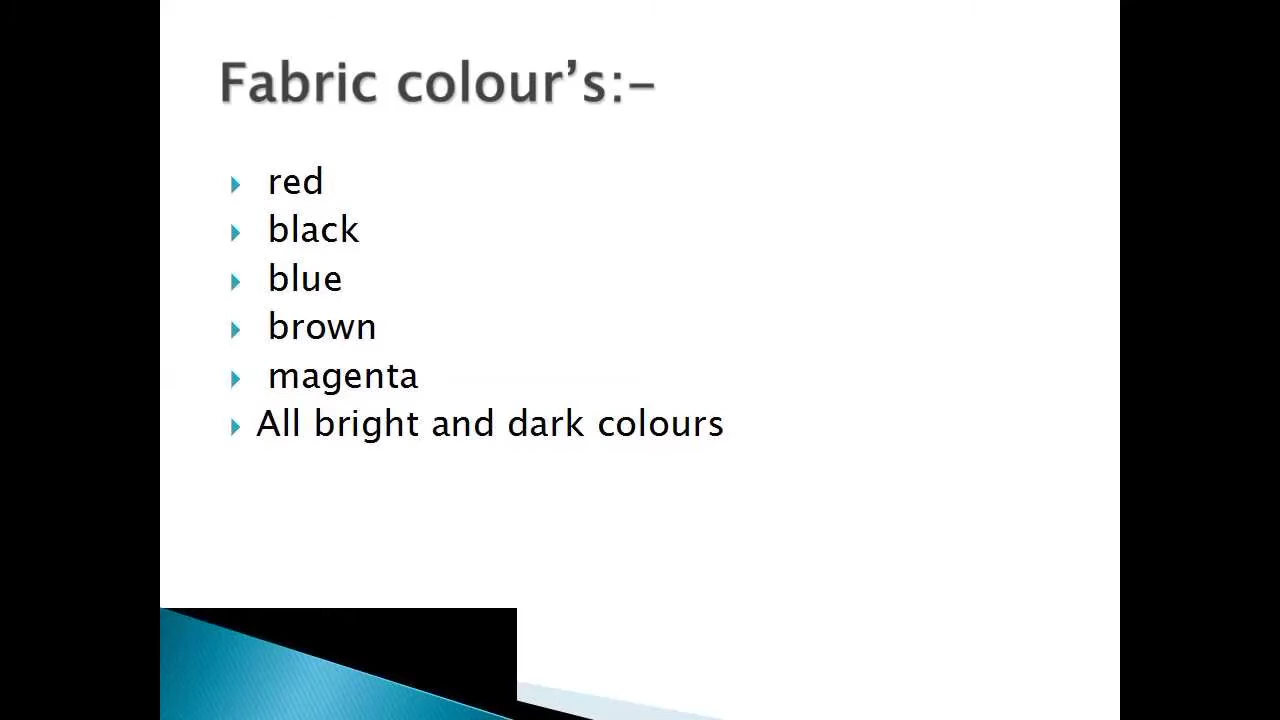 Fabric colour’s:-
red
black
blue
brown
magenta
All bright and dark colours